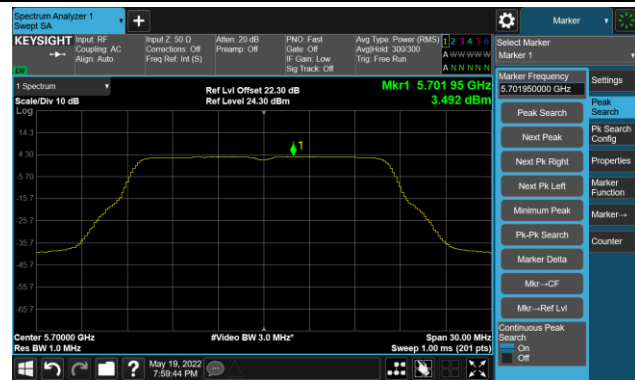 Spectrum Analyzer 1
Swept SA
Marker
KEYSIGHT
Input: RF
Coupling: AC
Align: Auto
Input Z: 50 Ω
Corrections: Off
Freq Ref: Int (S)
Atten: 20 dB
Preamp: Off
PNO: Fast
Gate: Off
IF Gain: Low
Sig Track: Off
Avg Type: Power (RMS)
Avg|Hold: 300/300
Trig: Free Run
1 2 3 4 5 6
A W W W W W
A N N N N N
Select Marker
Marker 1
1 Spectrum
Scale/Div 10 dB
Log
Ref Lvl Offset 22.30 dB
Ref Level 24.30 dBm
Mkr1 5.701 95 GHz
3.492 dBm
14.3
4.30
-5.70
-15.7
-25.7
-35.7
-45.7
-55.7
-65.7
1
Center 5.70000 GHz
Res BW 1.0 MHz
#Video BW 3.0 MHz*
Span 30.00 MHz
Sweep 1.00 ms (201 pts)
Marker Frequency
5.701950000 GHz
Peak Search
Next Peak
Next Pk Right
Next Pk Left
Minimum Peak
Pk-Pk Search
Marker Delta
Mkr→CF
Mkr→Ref Lvl
Continuous Peak
Search
On
Off
Settings
Peak
Search
Pk Search
Config
Properties
Marker
Function
Marker→
Counter
May 19, 2022
7:59:44 PM